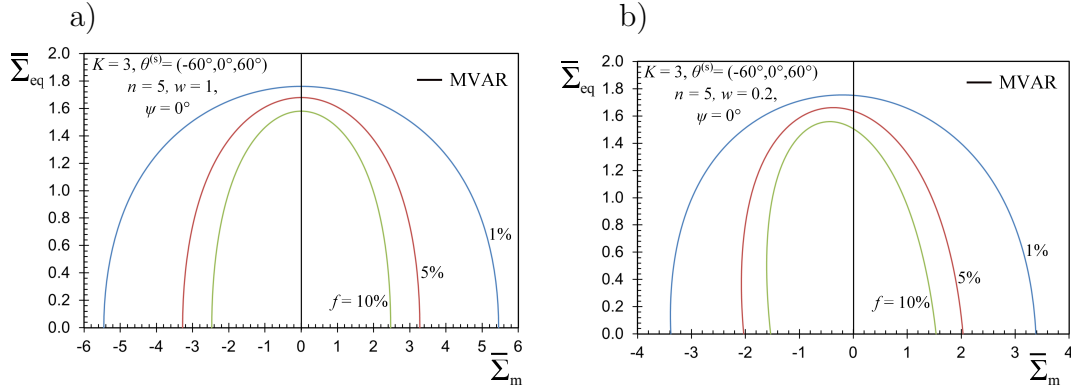 a)
Σ̅eq
2.0
1.8
1.6
1.4
1.2
1.0
0.8
0.6
0.4
0.2
0.0
K = 3, θ(s)= (-60°,0°,60°)
n = 5, w = 1,
ψ = 0°
MVAR
1%
5%
f = 10%
-6 -5 -4 -3 -2 -1 0 1 2 3 4 5 6
Σ̅m
b)
Σ̅eq
2.0
1.8
1.6
1.4
1.2
1.0
0.8
0.6
0.4
0.2
0.0
K = 3, θ(s)= (-60°,0°,60°)
n = 5, w = 0.2,
ψ = 0°
MVAR
1%
5%
f = 10%
-4 -3 -2 -1 0 1 2 3 4
Σ̅m